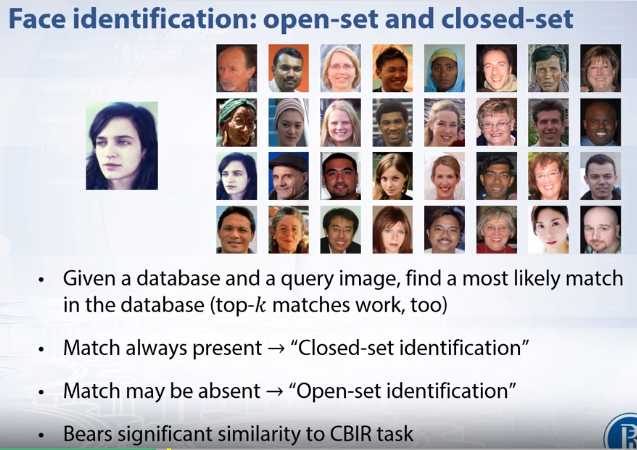 Face identification: open-set and closed-set
• Given a database and a query image, find a most likely match
in the database (top-k matches work, too)
• Match always present → “Closed-set identification”
• Match may be absent → “Open-set identification”
• Bears significant similarity to CBIR task